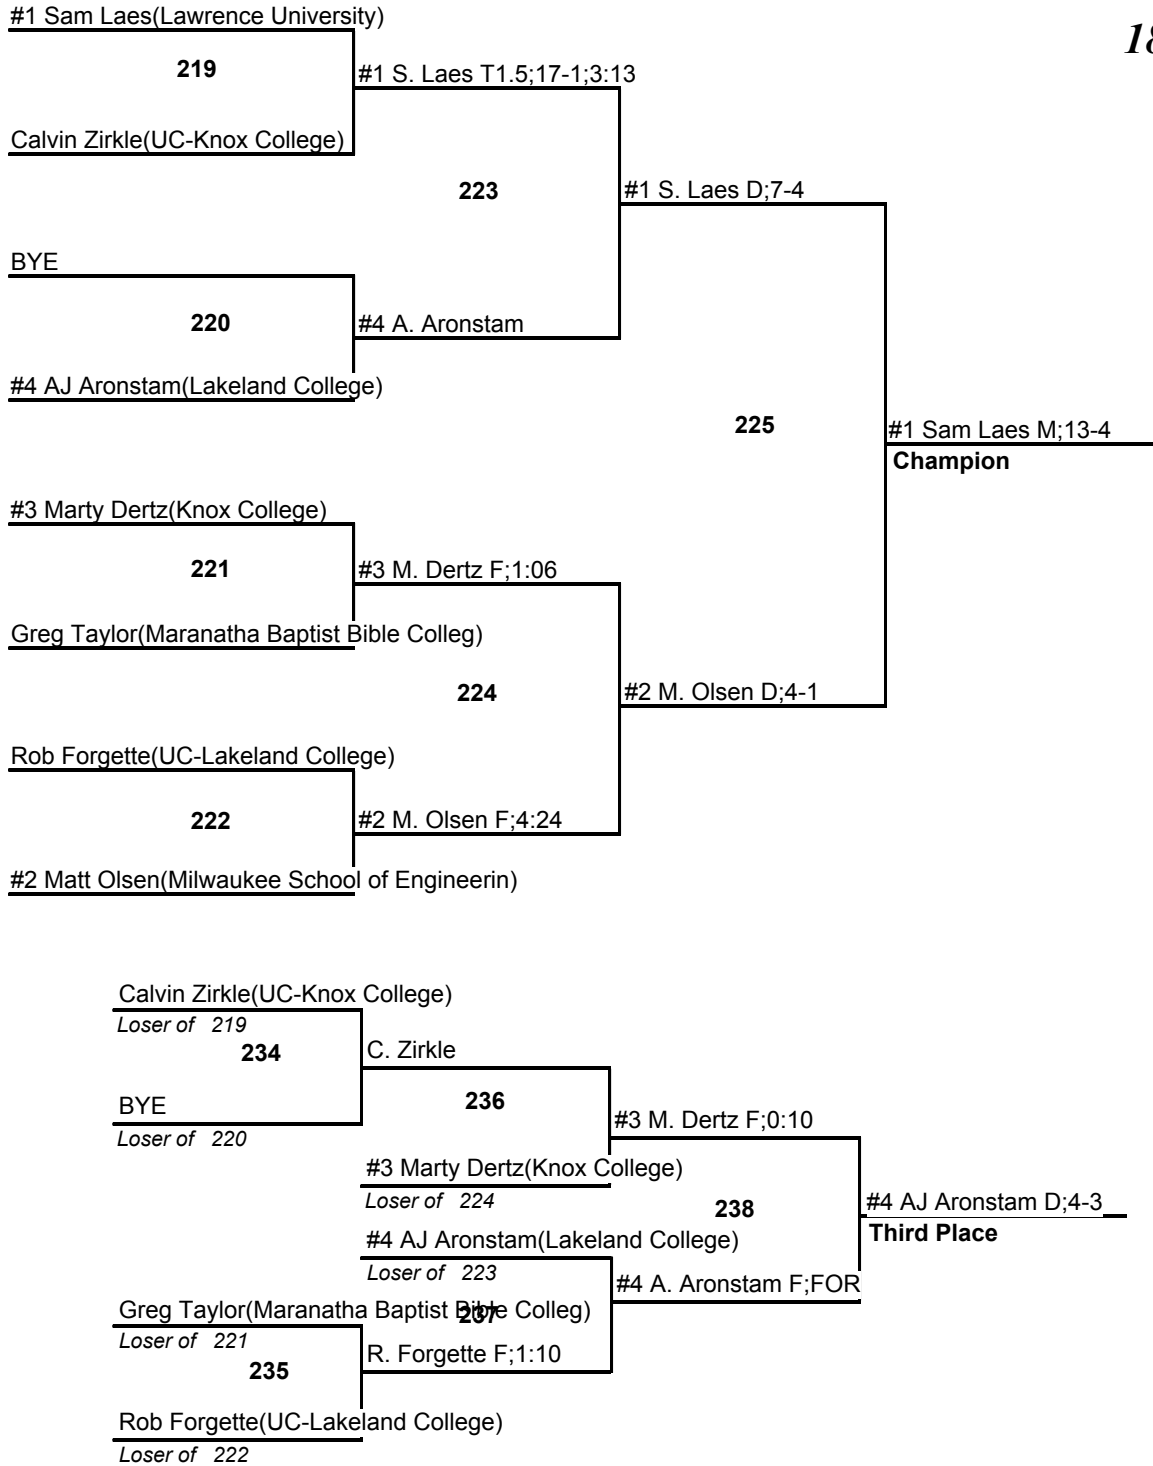 #1 Sam Laes(Lawrence University)
18
219
#1 S. Laes T1.5;17-1;3:13
Calvin Zirkle(UC-Knox College)
223
#1 S. Laes D;7-4
BYE
220
#4 A. Aronstam
#4 AJ Aronstam(Lakeland College)
225
#1 Sam Laes M;13-4
Champion
#3 Marty Dertz(Knox College)
221
#3 M. Dertz F;1:06
Greg Taylor(Maranatha Baptist Bible Colleg)
224
#2 M. Olsen D;4-1
Rob Forgette(UC-Lakeland College)
222
#2 M. Olsen F;4:24
#2 Matt Olsen(Milwaukee School of Engineerin)
Calvin Zirkle(UC-Knox College)
Loser of 219
234
C. Zirkle
BYE
236
#3 M. Dertz F;0:10
Loser of 220
#3 Marty Dertz(Knox College)
Loser of 224
238
#4 AJ Aronstam D;4-3
Third Place
#4 AJ Aronstam(Lakeland College)
Loser of 223
#4 A. Aronstam F;FOR
Greg Taylor(Maranatha Baptist Bible Colleg)
237
Loser of 221
235
R. Forgette F;1:10
Rob Forgette(UC-Lakeland College)
Loser of 222